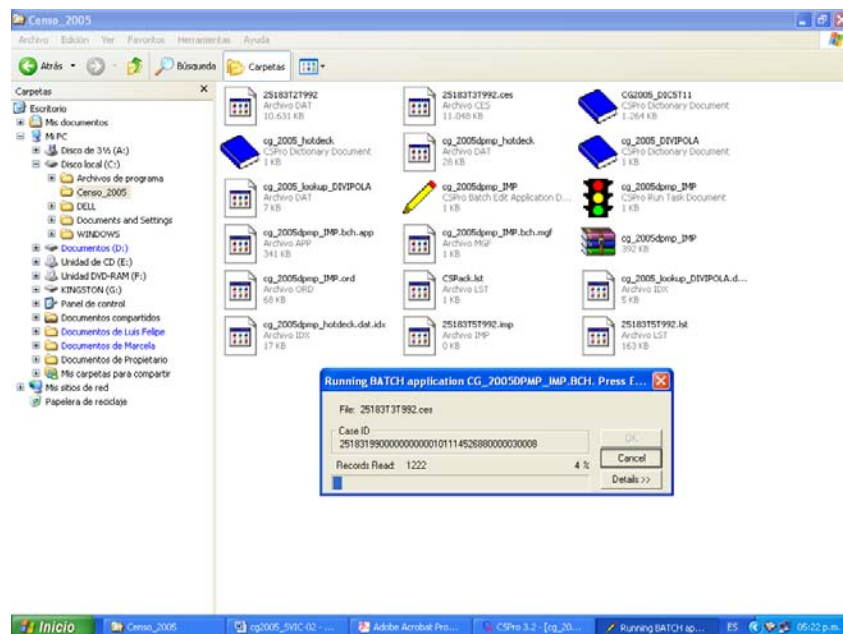 Censo_2005
Archivo Edición Ver Favoritos Herramientas Ayuda
Atrás Búsqueda Carpetas
Carpetas
Escritorio
Mis documentos
Mi PC
Disco de 3½ (A:)
Disco local (C:)
Archivos de programa
Censo_2005
DELL
Documents and Settings
WINDOWS
Documentos (D:)
Unidad de CD (E:)
Unidad DVD-RAM (F:)
KINGSTON (G:)
Panel de control
Documentos compartidos
Documentos de Luis Felipe
Documentos de Marcela
Documentos de Propietario
Mis carpetas para compartir
Mis sitios de red
Papelera de reciclaje
25183T2T992
Archivo DAT
10.631 KB
25183T3T992.ces
Archivo CES
11.048 KB
CG2005_DIC5T11
CSPro Dictionary Document
1.264 KB
cg_2005_hotdeck
CSPro Dictionary Document
1 KB
cg_2005dpmp_hotdeck
Archivo DAT
28 KB
cg_2005_DIVIPOLA
CSPro Dictionary Document
1 KB
cg_2005_lookup_DIVIPOLA
Archivo DAT
7 KB
cg_2005dpmp_IMP
CSPro Batch Edit Application D...
1 KB
cg_2005dpmp_IMP
CSPro Run Task Document
1 KB
cg_2005dpmp_IMP.bch.app
Archivo APP
341 KB
cg_2005dpmp_IMP.bch.mgf
Archivo MGF
1 KB
cg_2005dpmp_IMP
392 KB
cg_2005dpmp_IMP.ord
Archivo ORD
68 KB
CSPack.lst
Archivo LST
1 KB
cg_2005_lookup_DIVIPOLA.d...
Archivo IDX
5 KB
cg_2005dpmp_hotdeck.dat.idx
Archivo IDX
17 KB
25183T5T992.imp
Archivo IMP
0 KB
25183T5T992.lst
Archivo LST
163 KB
Running BATCH application CG_2005DPMP_IMP.BCH. Press E...
File: 25183T3T992.ces
Case ID
OK
Records Read: 1222 4 %
Cancel
Details >>
Inicio Censo_2005 cg2005_SVIC-02 - ... Adobe Acrobat Pro... CSPro 3.2 - [cg_20... Running BATCH ap... ES 05:22 p.m.